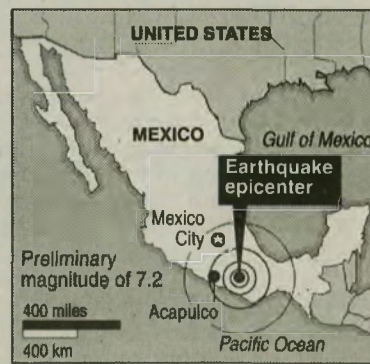 UNITED STATES
MEXICO
Gulf of Mexico
Earthquake
epicenter
Mexico
City
Preliminary
magnitude of 7.2
400 miles
400 km
Acapulco
Pacific Ocean